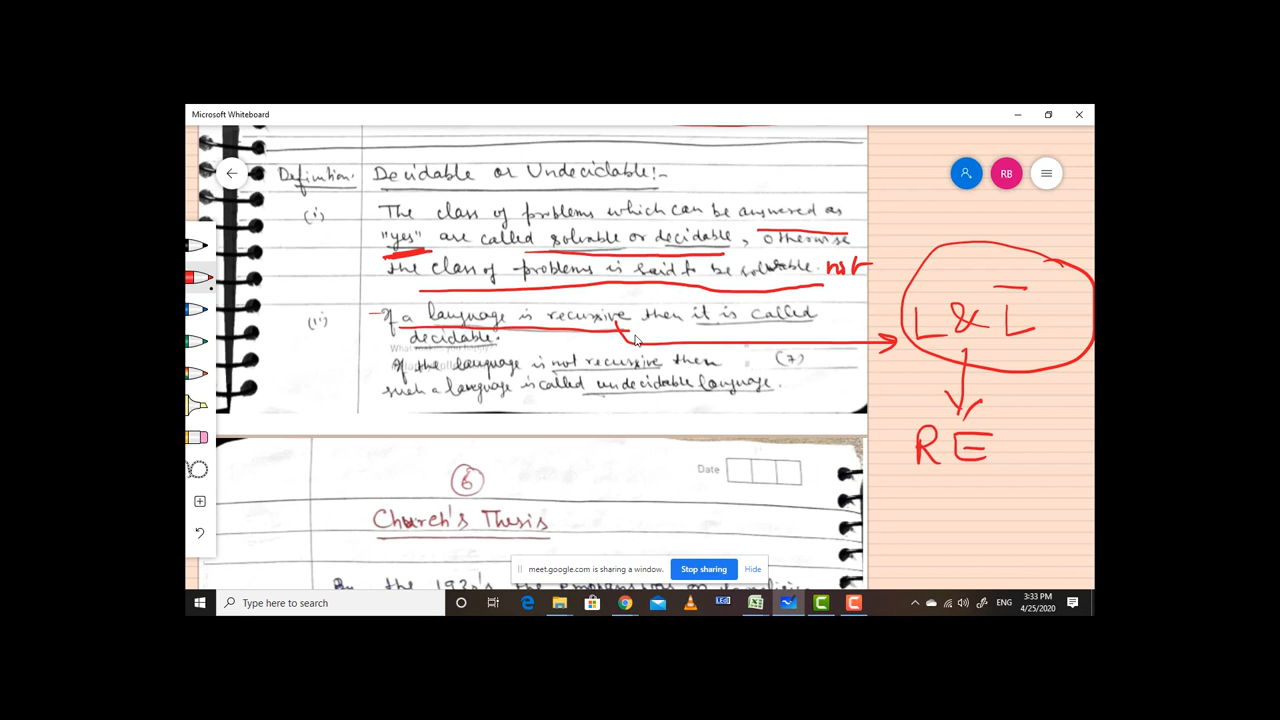 Microsoft Whiteboard
Definition: Decidable or Undecidable:-
(i) The class of problems which can be answered as
"yes" are called solvable or decidable, otherwise
the class of problems is said to be solvable. not
(ii) If a language is recursive then it is called
decidable.
If the language is not recursive then (7)
such a language is called undecidable language.
RB
L & L̅
RE
6
Date
Church's Thesis
By the 192's the
meet.google.com is sharing a window. Stop sharing Hide
Type here to search
ENG
3:33 PM
4/25/2020